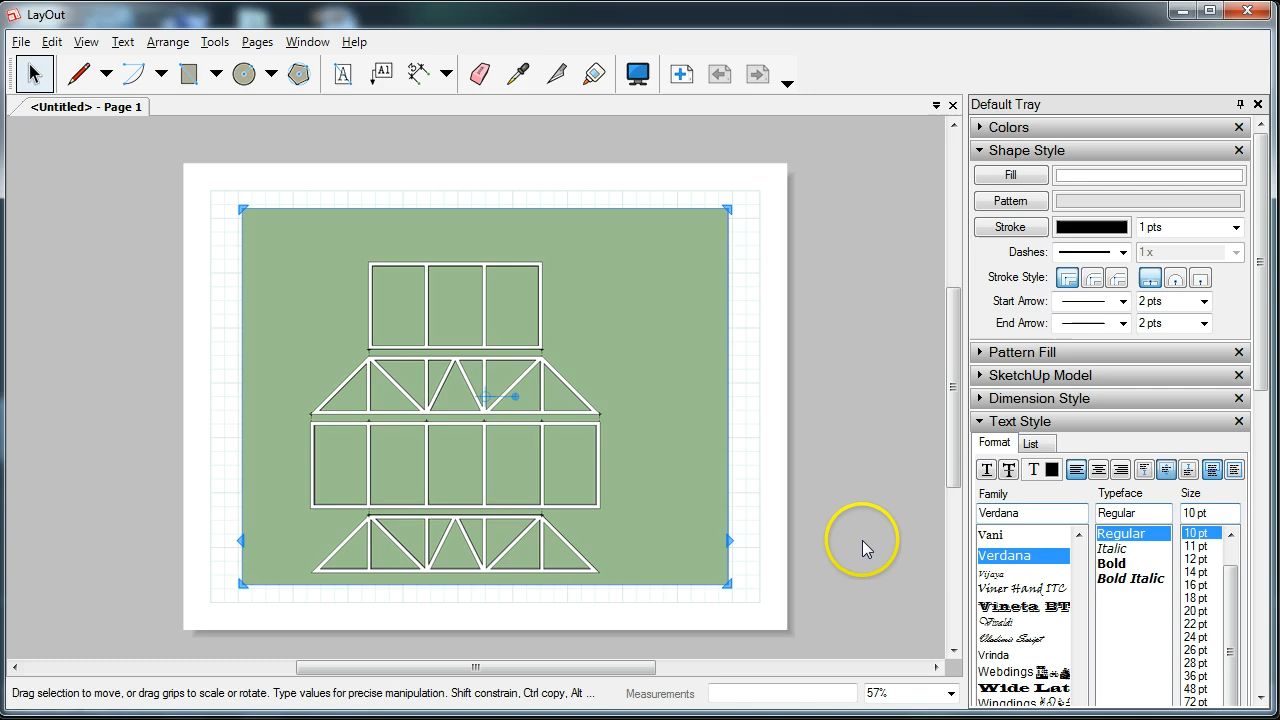 LayOut
File Edit View Text Arrange Tools Pages Window Help
A A1
<Untitled> - Page 1
Default Tray
Colors
Shape Style
Fill
Pattern
Stroke 1 pts
Dashes: 1 x
Stroke Style:
Start Arrow: 2 pts
End Arrow: 2 pts
Pattern Fill
SketchUp Model
Dimension Style
Text Style
Format List
T T T
Family Typeface Size
Verdana Regular 10 pt
Vani Regular 10 pt
Verdana Italic 11 pt
Vijaya Bold 12 pt
Viner Hand ITC Bold Italic 14 pt
Vineta BT 16 pt
Vivaldi 18 pt
Vladimir Script 20 pt
Vrinda 22 pt
Webdings 24 pt
Wide Lat 26 pt
Wingdings 28 pt
36 pt
48 pt
72 pt
Drag selection to move, or drag grips to scale or rotate. Type values for precise manipulation. Shift constrain, Ctrl copy, Alt ... Measurements 57%